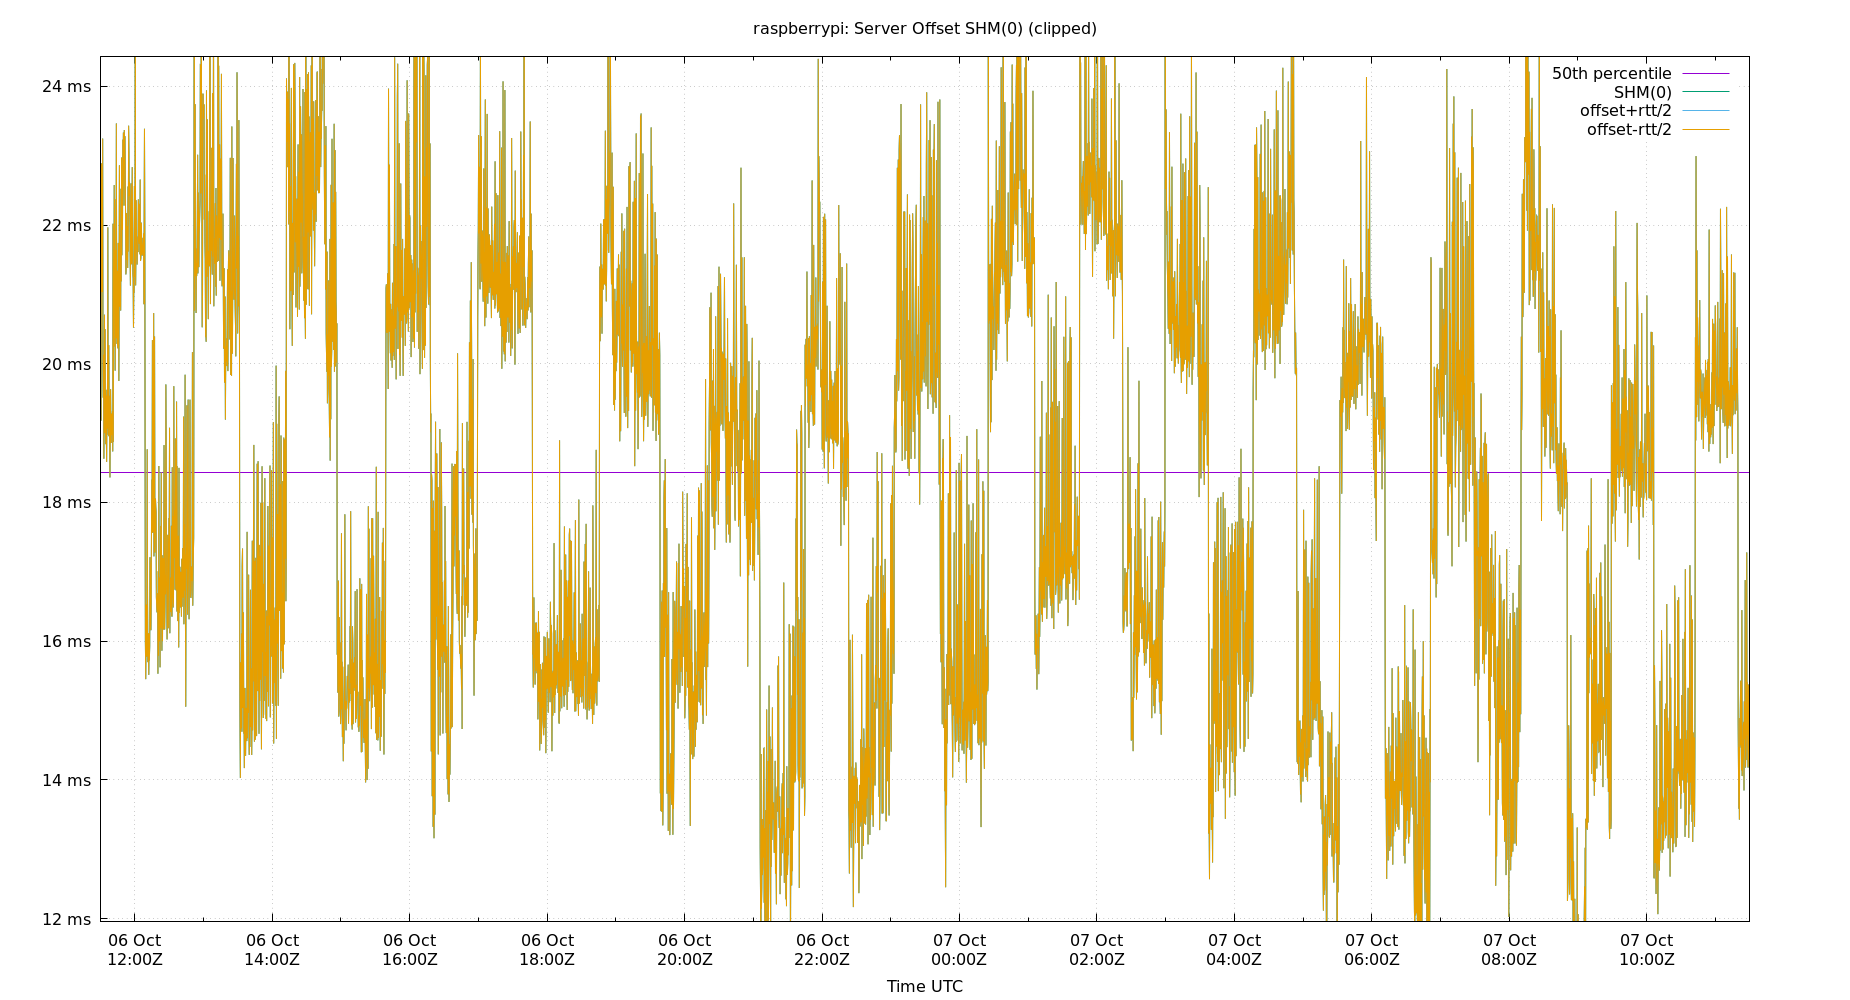 raspberrypi: Server Offset SHM(0) (clipped)
50th percentile
SHM(0)
offset+rtt/2
offset-rtt/2
24 ms
22 ms
20 ms
18 ms
16 ms
14 ms
12 ms
06 Oct 06 Oct 06 Oct 06 Oct 06 Oct 06 Oct 07 Oct 07 Oct 07 Oct 07 Oct 07 Oct 07 Oct
12:00Z 14:00Z 16:00Z 18:00Z 20:00Z 22:00Z 00:00Z 02:00Z 04:00Z 06:00Z 08:00Z 10:00Z
Time UTC